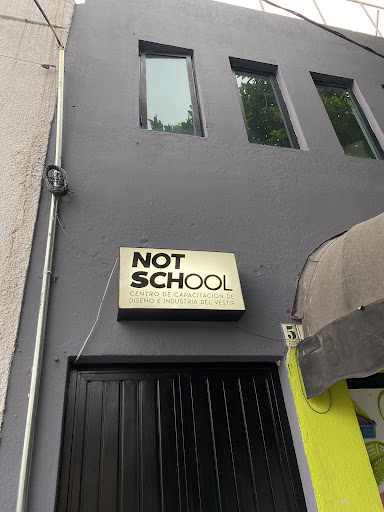 NOT
SCHOOL
CENTRO DE CAPACITACIÓN DE
DISEÑO E INDUSTRIA DEL VESTIR